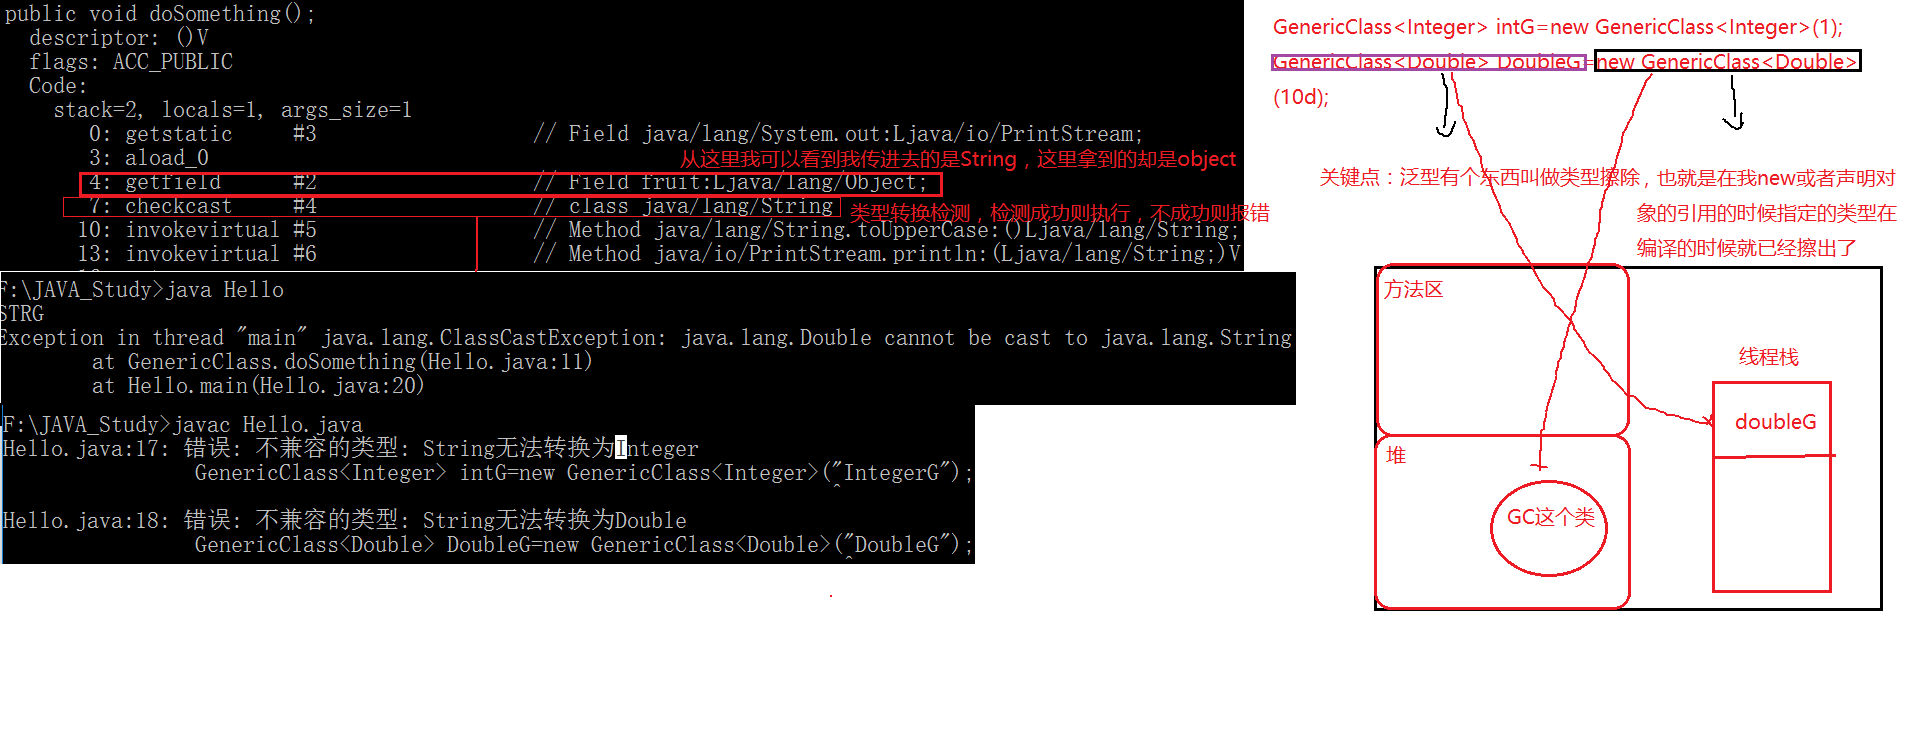 public void doSomething();
descriptor: ()V
flags: ACC_PUBLIC
Code:
stack=2, locals=1, args_size=1
0: getstatic #3 // Field java/lang/System.out:Ljava/io/PrintStream;
3: aload_0
从这里我可以看到我传进去的是String，这里拿到的却是object
4: getfield #2 // Field fruit:Ljava/lang/Object;
7: checkcast #4 // class java/lang/String
类型转换检测，检测成功则执行，不成功则报错
10: invokevirtual #5 // Method java/lang/String.toUpperCase:()Ljava/lang/String;
13: invokevirtual #6 // Method java/io/PrintStream.println:(Ljava/lang/String;)V
F:\JAVA_Study>java Hello
STRG
Exception in thread "main" java.lang.ClassCastException: java.lang.Double cannot be cast to java.lang.String
at GenericClass.doSomething(Hello.java:11)
at Hello.main(Hello.java:20)
F:\JAVA_Study>javac Hello.java
Hello.java:17: 错误: 不兼容的类型: String无法转换为Integer
GenericClass<Integer> intG=new GenericClass<Integer>("IntegerG");
^
Hello.java:18: 错误: 不兼容的类型: String无法转换为Double
GenericClass<Double> DoubleG=new GenericClass<Double>("DoubleG");
^
GenericClass<Integer> intG=new GenericClass<Integer>(1);
GenericClass<Double> DoubleG=new GenericClass<Double>
(10d);
关键点：泛型有个东西叫做类型擦除，也就是在我new或者声明对
象的引用的时候指定的类型在
编译的时候就已经擦出了
方法区
线程栈
doubleG
堆
GC这个类